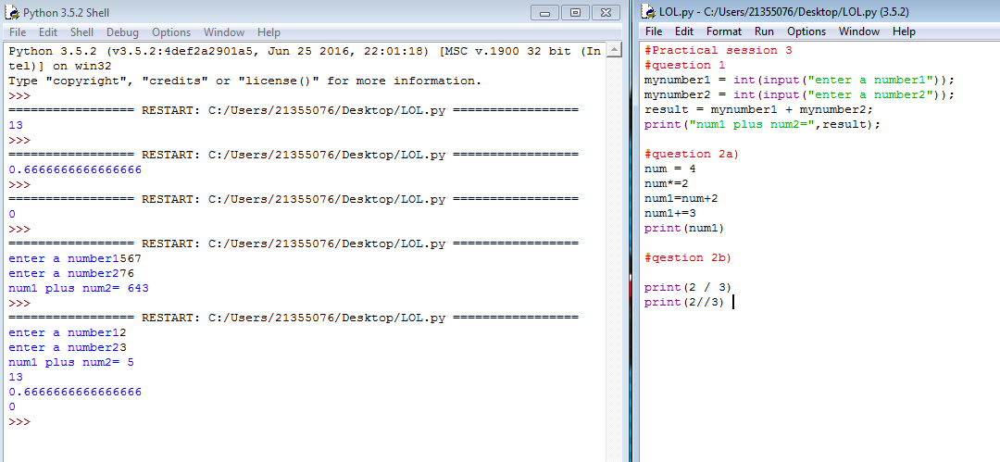 Python 3.5.2 Shell
File Edit Shell Debug Options Window Help
Python 3.5.2 (v3.5.2:4def2a2901a5, Jun 25 2016, 22:01:18) [MSC v.1900 32 bit (In
tel)] on win32
Type "copyright", "credits" or "license()" for more information.
>>>
================= RESTART: C:/Users/21355076/Desktop/LOL.py =================
13
>>>
================= RESTART: C:/Users/21355076/Desktop/LOL.py =================
0.6666666666666666
>>>
================= RESTART: C:/Users/21355076/Desktop/LOL.py =================
0
>>>
================= RESTART: C:/Users/21355076/Desktop/LOL.py =================
enter a number1567
enter a number276
num1 plus num2= 643
>>>
================= RESTART: C:/Users/21355076/Desktop/LOL.py =================
enter a number12
enter a number23
num1 plus num2= 5
13
0.6666666666666666
0
>>>
LOL.py - C:/Users/21355076/Desktop/LOL.py (3.5.2)
File Edit Format Run Options Window Help
#Practical session 3
#question 1
mynumber1 = int(input("enter a number1"));
mynumber2 = int(input("enter a number2"));
result = mynumber1 + mynumber2;
print("num1 plus num2=",result);
#question 2a)
num = 4
num*=2
num1=num+2
num1+=3
print(num1)
#qestion 2b)
print(2 / 3)
print(2//3)